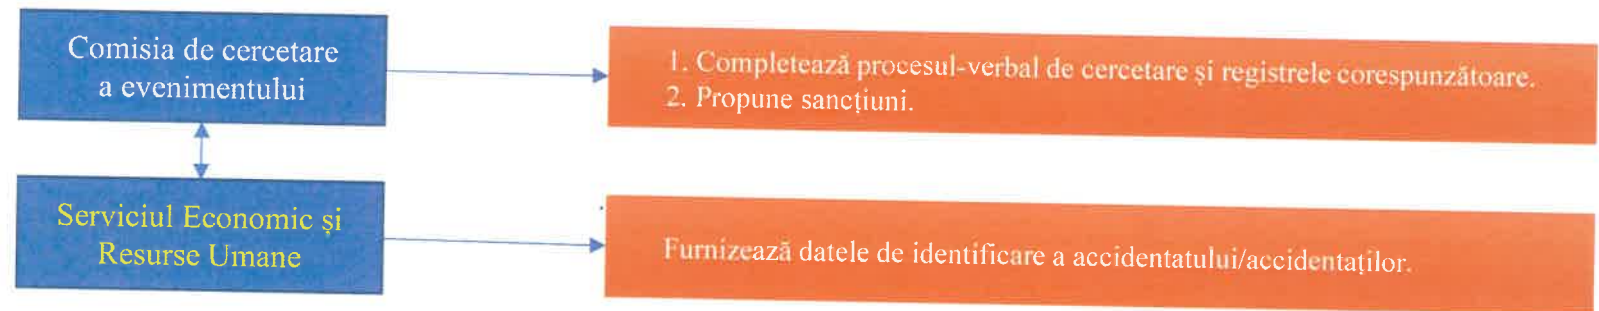 Comisia de cercetare
a evenimentului
1. Completează procesul-verbal de cercetare și registrele corespunzătoare.
2. Propune sancțiuni.
Serviciul Economic și
Resurse Umane
Furnizează datele de identificare a accidentatului/accidentaților.